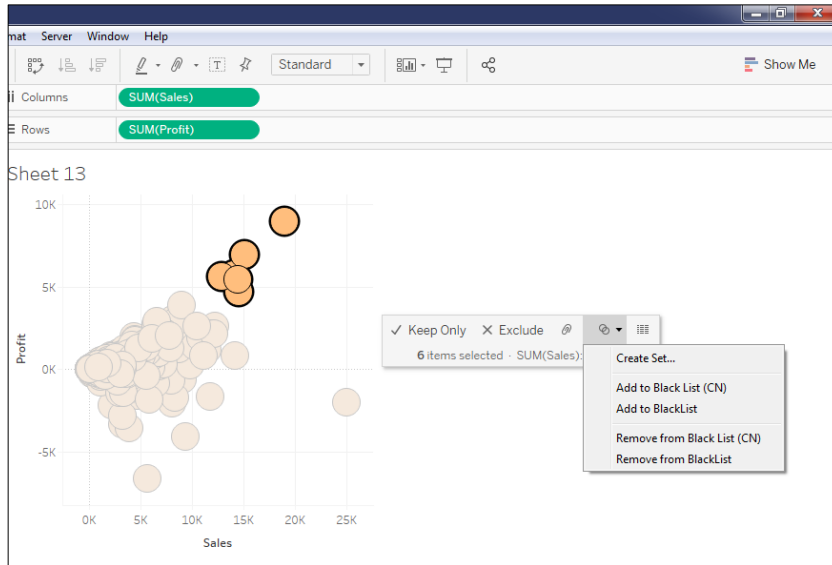 mat Server Window Help
T Standard Show Me
iii Columns SUM(Sales)
Rows SUM(Profit)
Sheet 13
10K
5K
0K
-5K
Profit
0K 5K 10K 15K 20K 25K
Sales
Keep Only Exclude
6 items selected · SUM(Sales):
Create Set...
Add to Black List (CN)
Add to BlackList
Remove from Black List (CN)
Remove from BlackList